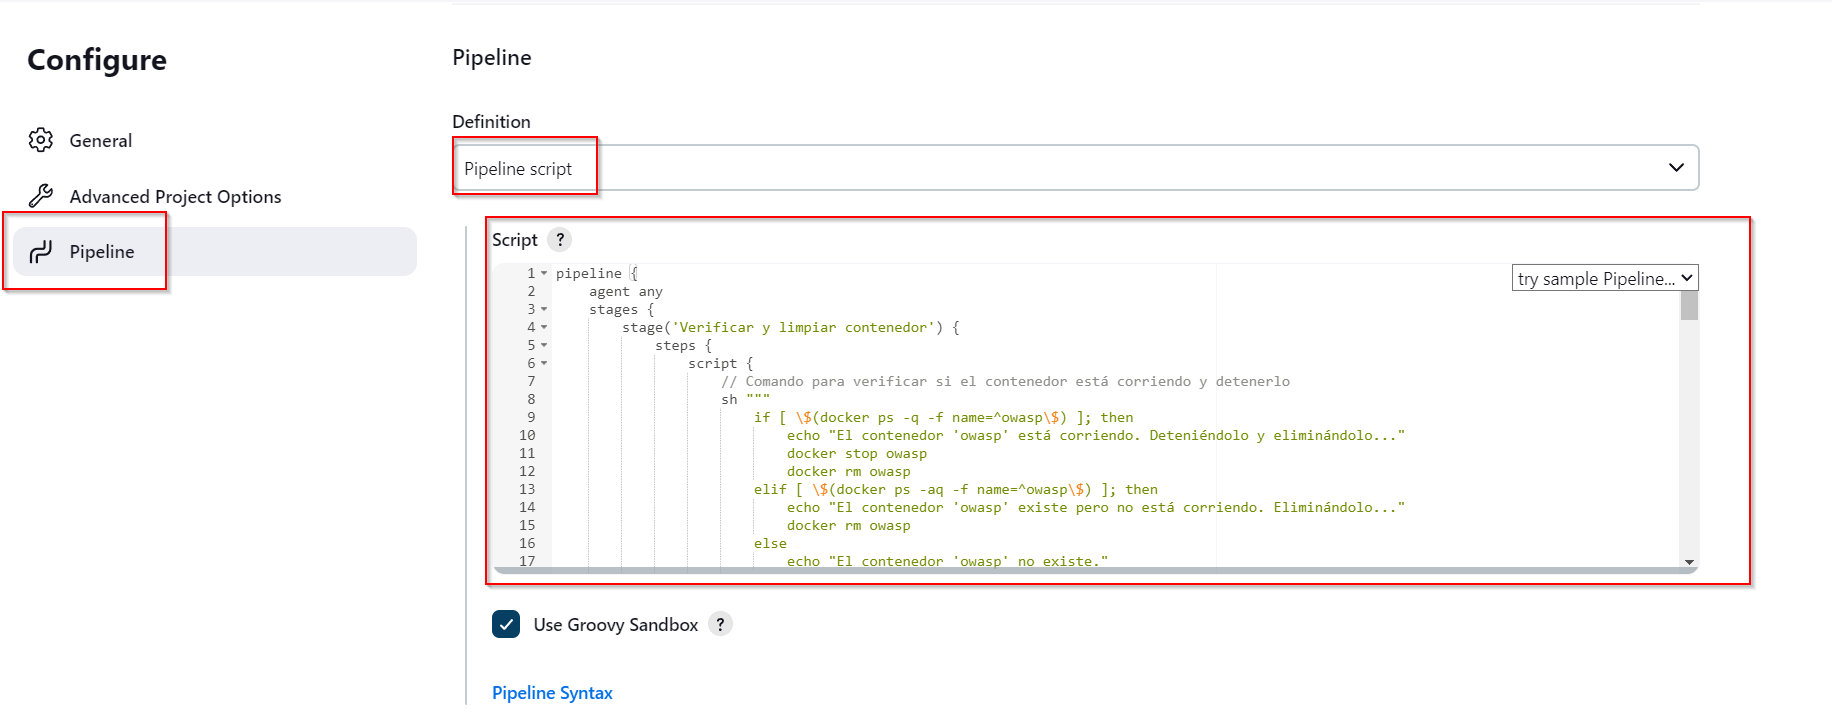 Configure
General
Advanced Project Options
Pipeline
Pipeline
Definition
Pipeline script
Script ?
try sample Pipeline...
1 pipeline {
2 agent any
3 stages {
4 stage('Verificar y limpiar contenedor') {
5 steps {
6 script {
7 // Comando para verificar si el contenedor está corriendo y detenerlo
8 sh """
9 if [ \$(docker ps -q -f name=^owasp\$) ]; then
10 echo "El contenedor 'owasp' está corriendo. Deteniéndolo y eliminándolo..."
11 docker stop owasp
12 docker rm owasp
13 elif [ \$(docker ps -aq -f name=^owasp\$) ]; then
14 echo "El contenedor 'owasp' existe pero no está corriendo. Eliminándolo..."
15 docker rm owasp
16 else
17 echo "El contenedor 'owasp' no existe."
Use Groovy Sandbox ?
Pipeline Syntax